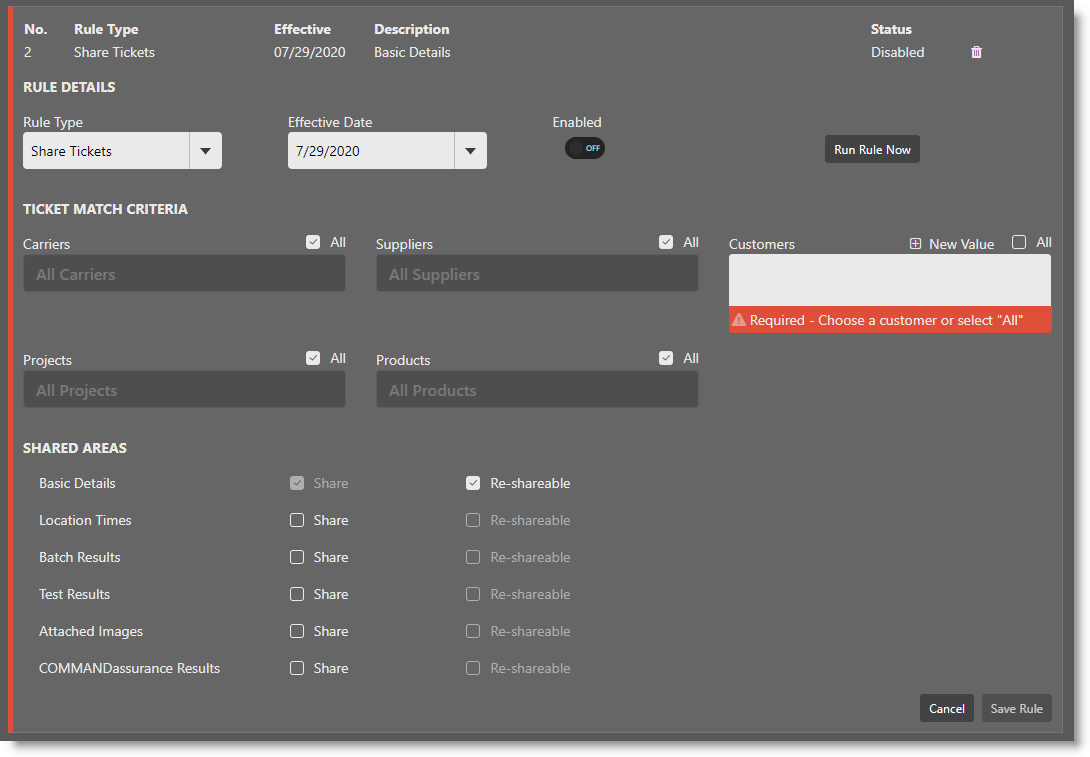 No. Rule Type Effective Description Status
2 Share Tickets 07/29/2020 Basic Details Disabled
RULE DETAILS
Rule Type Effective Date Enabled
Share Tickets 7/29/2020 OFF Run Rule Now
TICKET MATCH CRITERIA
Carriers All Suppliers All Customers New Value All
All Carriers All Suppliers
Required - Choose a customer or select "All"
Projects All Products All
All Projects All Products
SHARED AREAS
Basic Details Share Re-shareable
Location Times Share Re-shareable
Batch Results Share Re-shareable
Test Results Share Re-shareable
Attached Images Share Re-shareable
COMMANDassurance Results Share Re-shareable
Cancel Save Rule